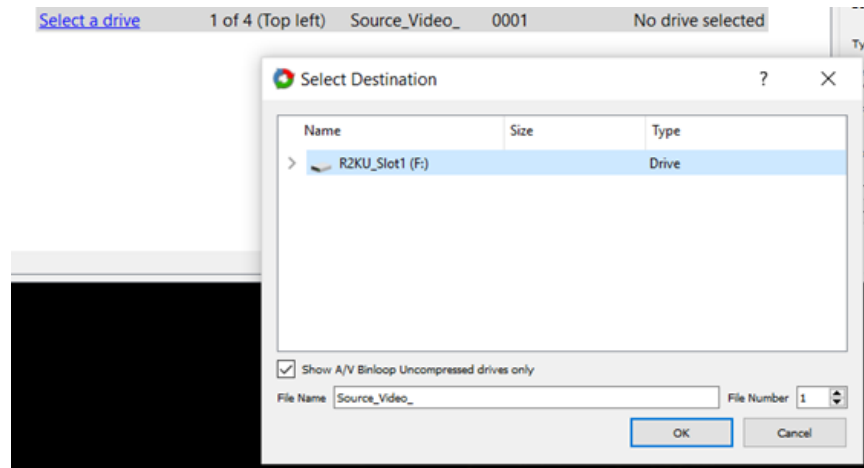 Select a drive 1 of 4 (Top left) Source_Video_ 0001 No drive selected
Select Destination ?
Name Size Type
R2KU_Slot1 (F:) Drive
Show A/V Binloop Uncompressed drives only
File Name Source_Video_ File Number 1
OK Cancel